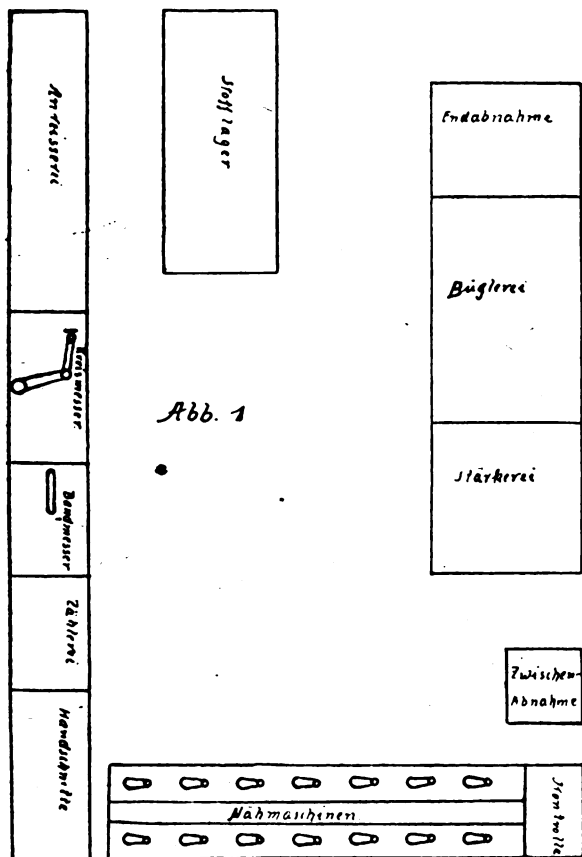 Anreisserei
Stofflager
Endabnahme
Büglerei
Kreismesser
Abb. 1
Stärkerei
Bandmesser
Zählerei
Zwischen-
Abnahme
Handschnitte
Nähmaschinen
Kontrolle